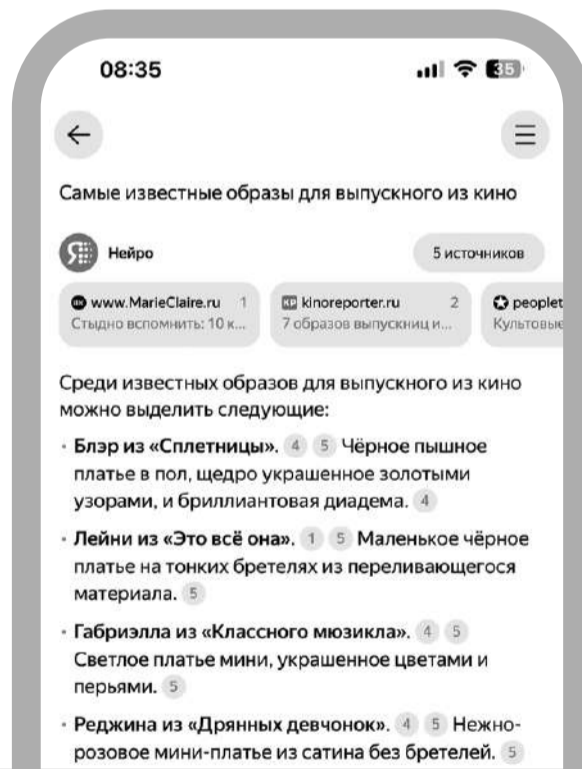 08:35
35
Самые известные образы для выпускного из кино
Я Нейро
5 источников
www.MarieClaire.ru 1
Стыдно вспомнить: 10 к...
KP kinoreporter.ru 2
7 образов выпускниц и...
peoplet
Культовые
Среди известных образов для выпускного из кино
можно выделить следующие:
• Блэр из «Сплетницы». 4 5 Чёрное пышное
платье в пол, щедро украшенное золотыми
узорами, и бриллиантовая диадема. 4
• Лейни из «Это всё она». 1 5 Маленькое чёрное
платье на тонких бретелях из переливающегося
материала. 5
• Габриэлла из «Классного мюзикла». 4 5
Светлое платье мини, украшенное цветами и
перьями. 5
• Реджина из «Дрянных девчонок». 4 5 Нежно-
розовое мини-платье из сатина без бретелей. 5